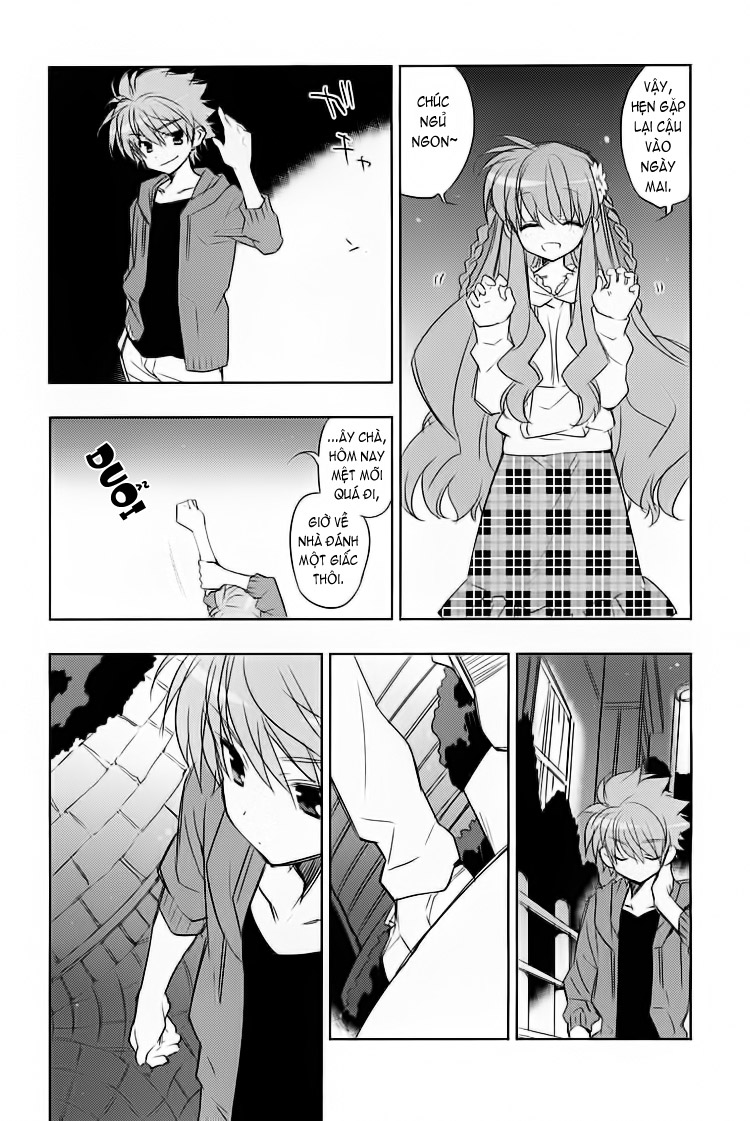 VẬY,
HẸN GẶP
LẠI CẬU
VÀO
NGÀY
MAI.
CHÚC
NGỦ
NGON~
...ÂY CHÀ,
HÔM NAY
MỆT MỎI
QUÁ ĐI,
GIỜ VỀ
NHÀ ĐÁNH
MỘT GIẤC
THÔI.
DUOI~~